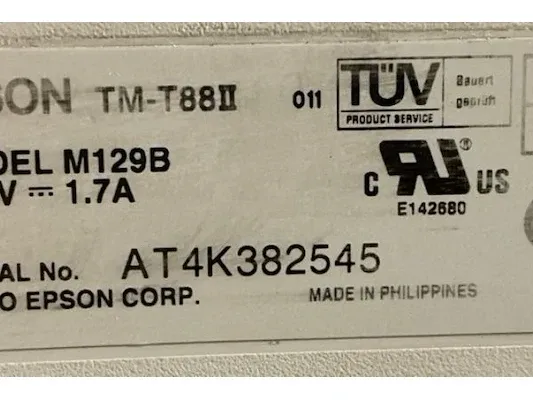 SON TM-T88II 011 TÜV Bauart geprüft
PRODUCT SERVICE
DEL M129B
V ⎓ 1.7A
C RU ® US
E142680
AL No. AT4K382545
O EPSON CORP. MADE IN PHILIPPINES